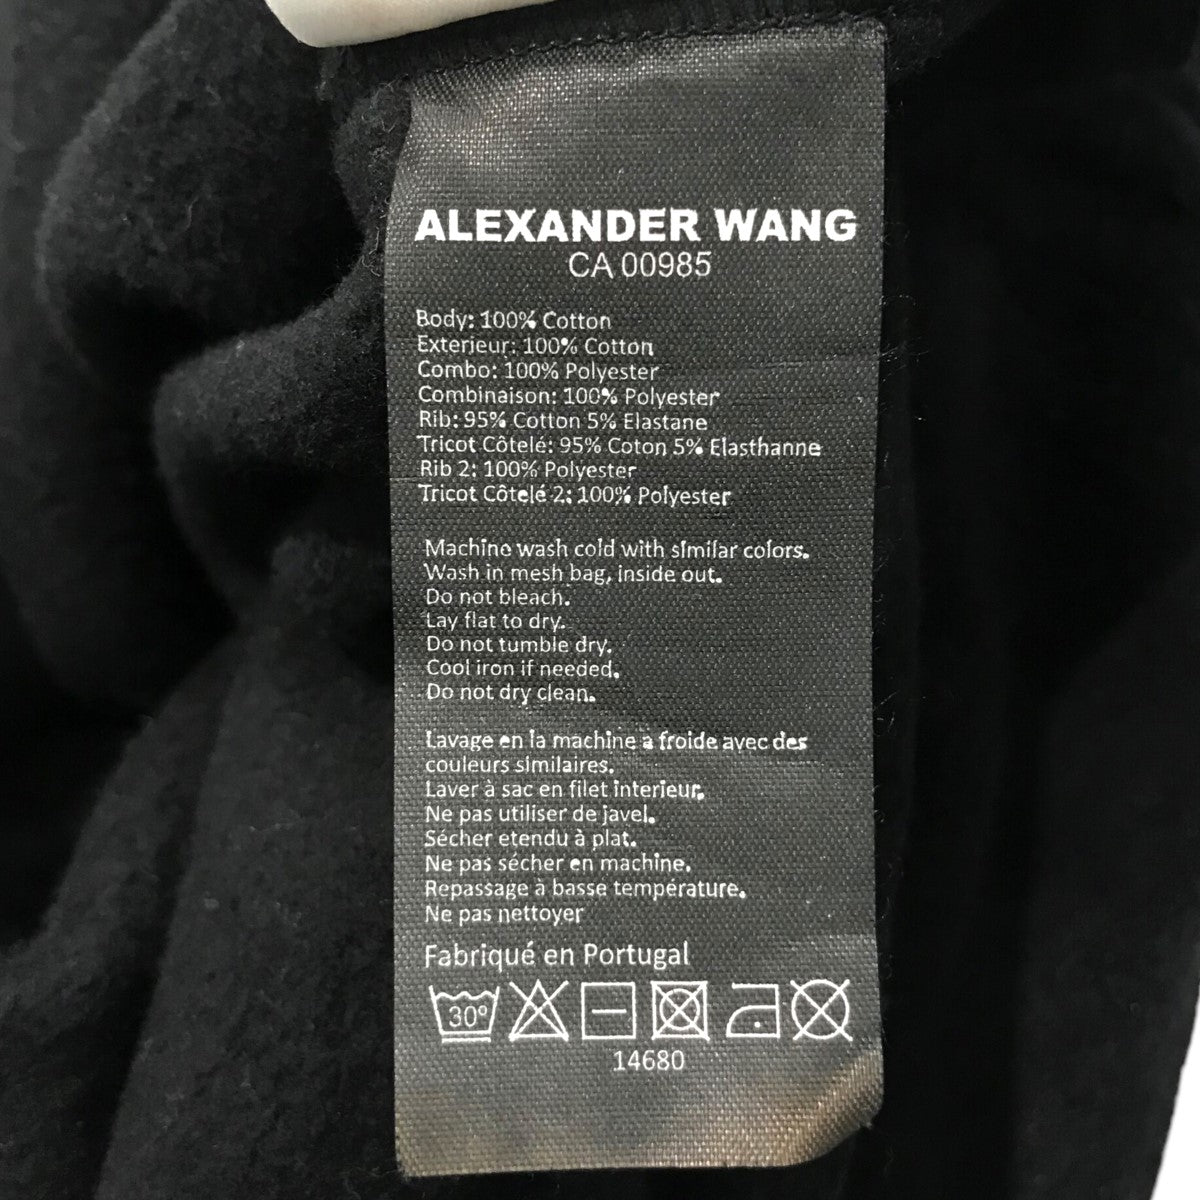 ALEXANDER WANG
CA 00985
Body: 100% Cotton
Exterieur: 100% Cotton
Combo: 100% Polyester
Combinaison: 100% Polyester
Rib: 95% Cotton 5% Elastane
Tricot Côtelé: 95% Coton 5% Elasthanne
Rib 2: 100% Polyester
Tricot Côtelé 2: 100% Polyester
Machine wash cold with similar colors.
Wash in mesh bag, inside out.
Do not bleach.
Lay flat to dry.
Do not tumble dry.
Cool iron if needed.
Do not dry clean.
Lavage en la machine a froide avec des
couleurs similaires.
Laver à sac en filet interieur.
Ne pas utiliser de javel.
Sécher etendu à plat.
Ne pas sécher en machine.
Repassage à basse température.
Ne pas nettoyer
Fabriqué en Portugal
30°
14680